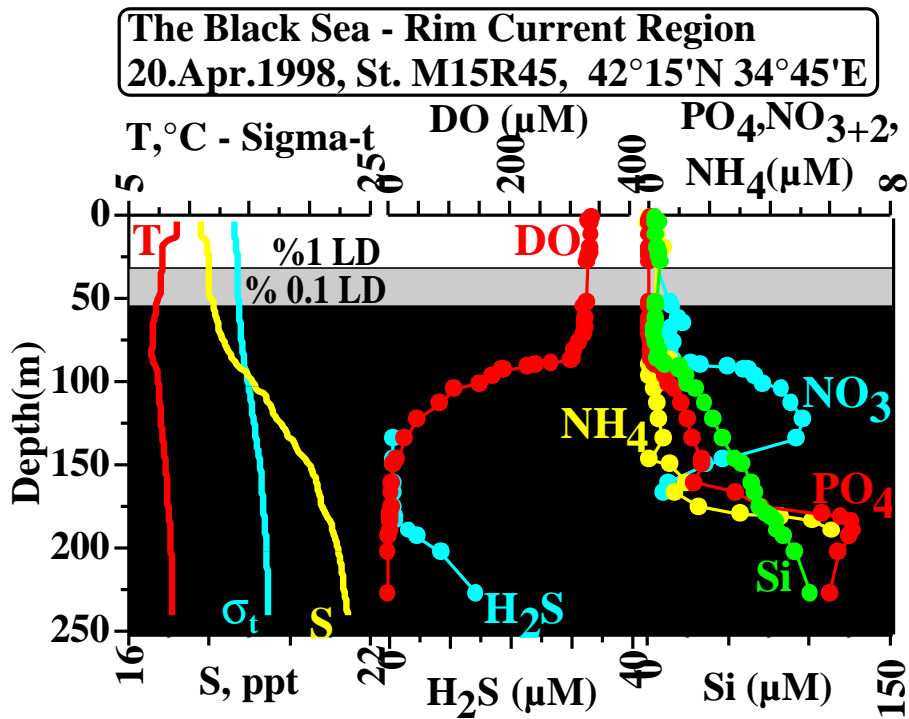 The Black Sea - Rim Current Region
20.Apr.1998, St. M15R45, 42°15'N 34°45'E
T,°C - Sigma-t
DO (µM)
PO4,NO3+2,
NH4(µM)
5 25 0 200 400 0 8
0
50
100
150
200
250
Depth(m)
T
DO
%1 LD
% 0.1 LD
NO3
NH4
PO4
Si
σt
S
H2S
16 22 0 40 0 150
S, ppt
H2S (µM)
Si (µM)